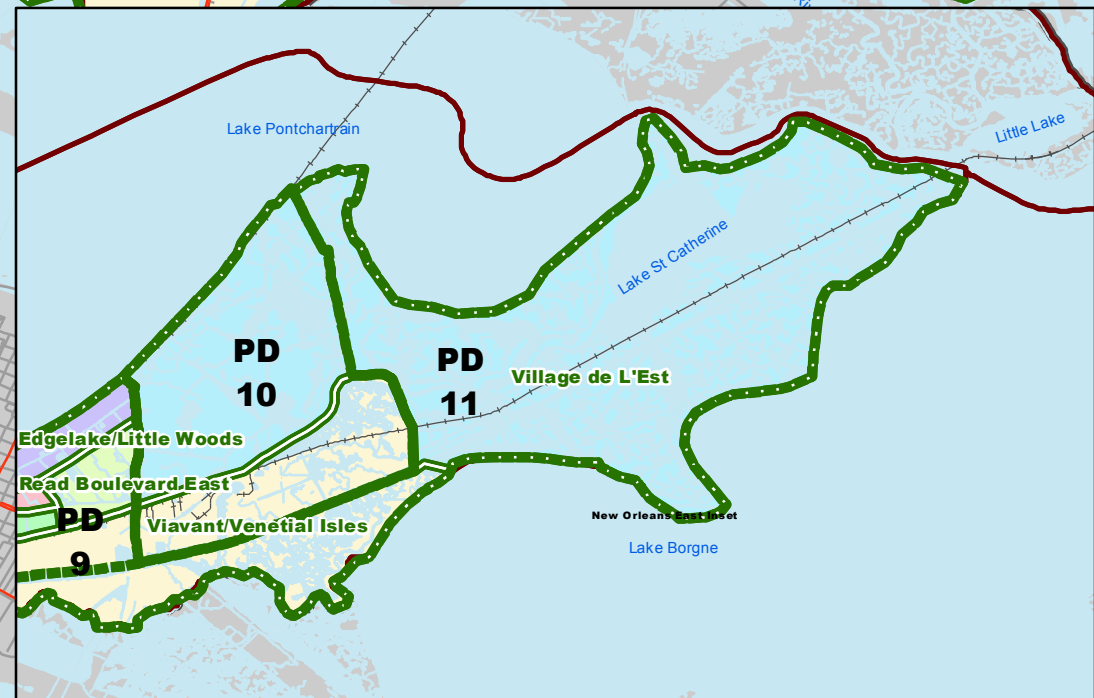 Lake Pontchartrain
Little Lake
Lake St Catherine
PD
10
PD
11
Village de L'Est
Edgelake/Little Woods
Read Boulevard East
PD
9
Viavant/Venetial Isles
New Orleans East Inset
Lake Borgne